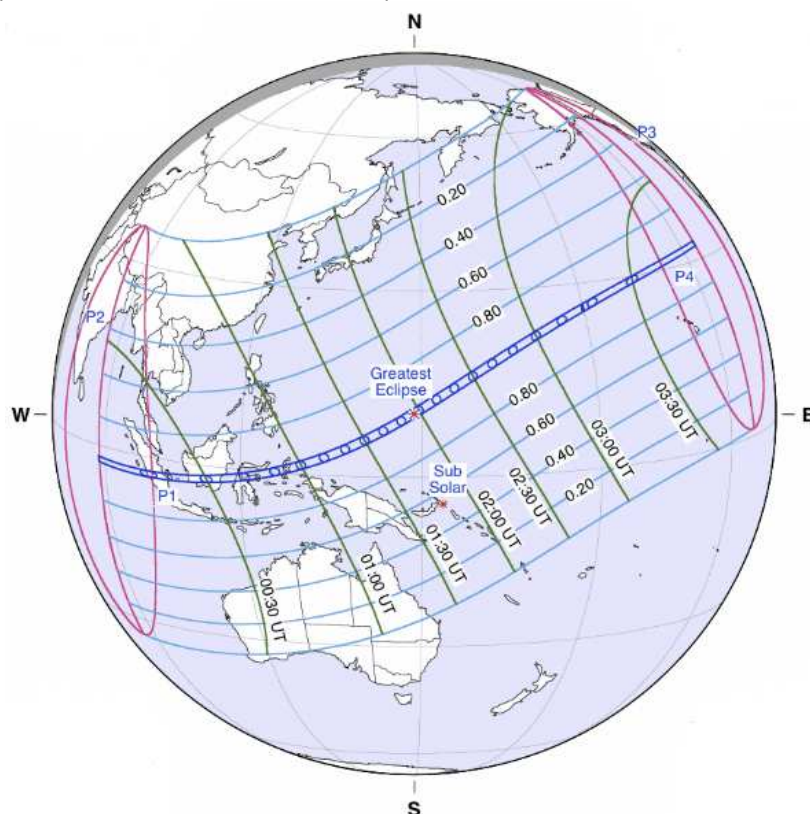 N
P3
0.20
0.40
0.60
P4
P2
0.80
Greatest
Eclipse
W
E
0.80
03:30 UT
0.60
03:00 UT
0.40
Sub
Solar
0.20
P1
02:30 UT
02:00 UT
01:30 UT
01:00 UT
00:30 UT
S